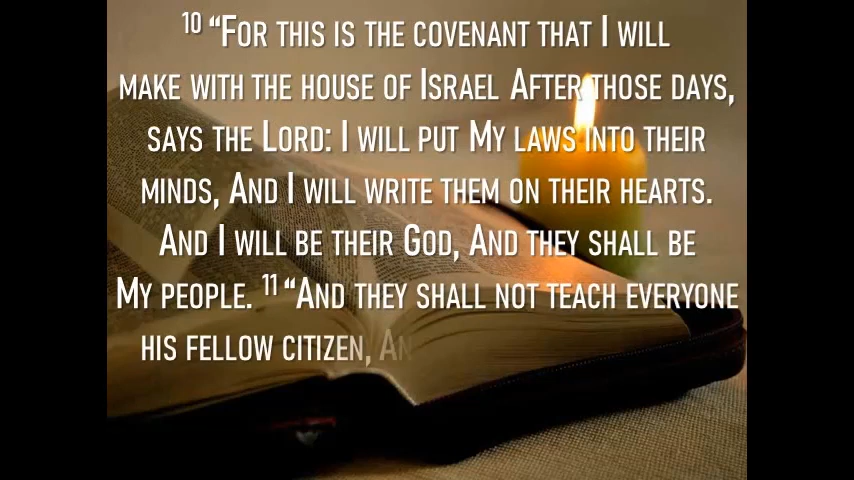 10 “For this is the covenant that I will
make with the house of Israel After those days,
says the Lord: I will put My laws into their
minds, And I will write them on their hearts.
And I will be their God, And they shall be
My people. 11 “And they shall not teach everyone
his fellow citizen, An